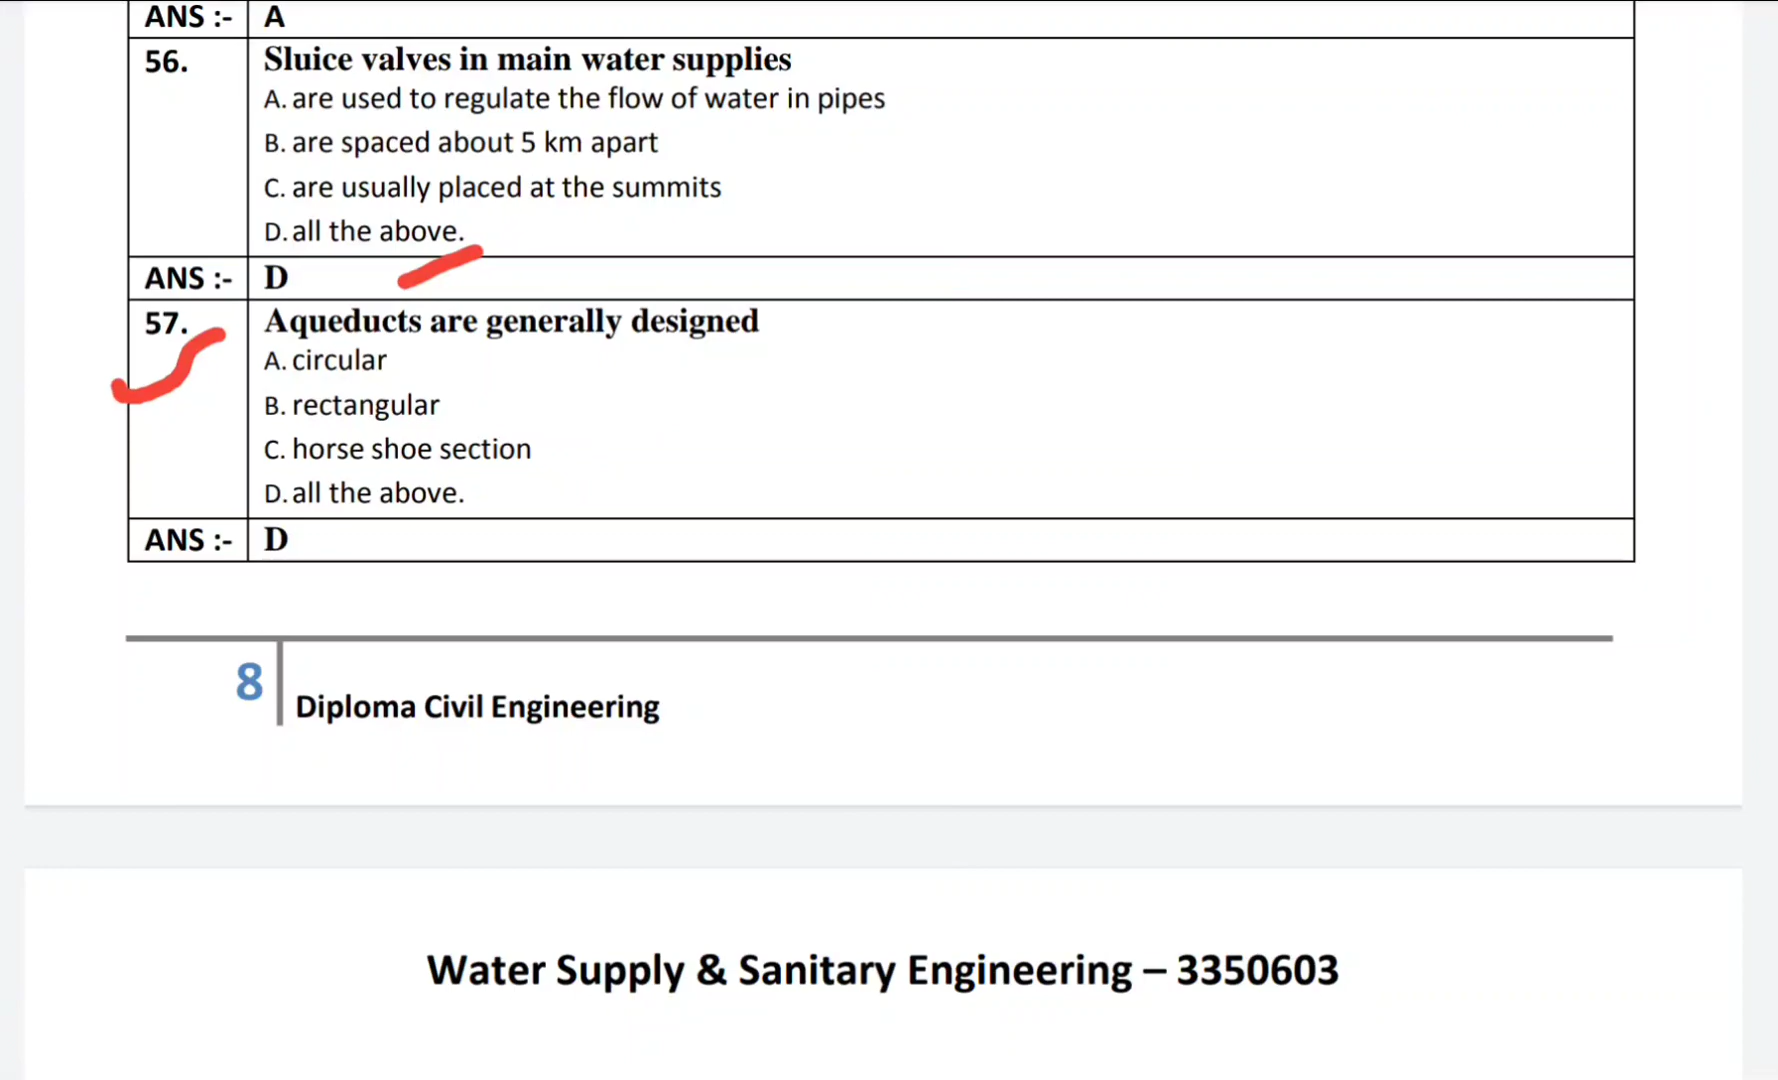 ANS :- A
56. Sluice valves in main water supplies
A. are used to regulate the flow of water in pipes
B. are spaced about 5 km apart
C. are usually placed at the summits
D. all the above.
ANS :- D
57. Aqueducts are generally designed
A. circular
B. rectangular
C. horse shoe section
D. all the above.
ANS :- D
8
Diploma Civil Engineering
Water Supply & Sanitary Engineering – 3350603